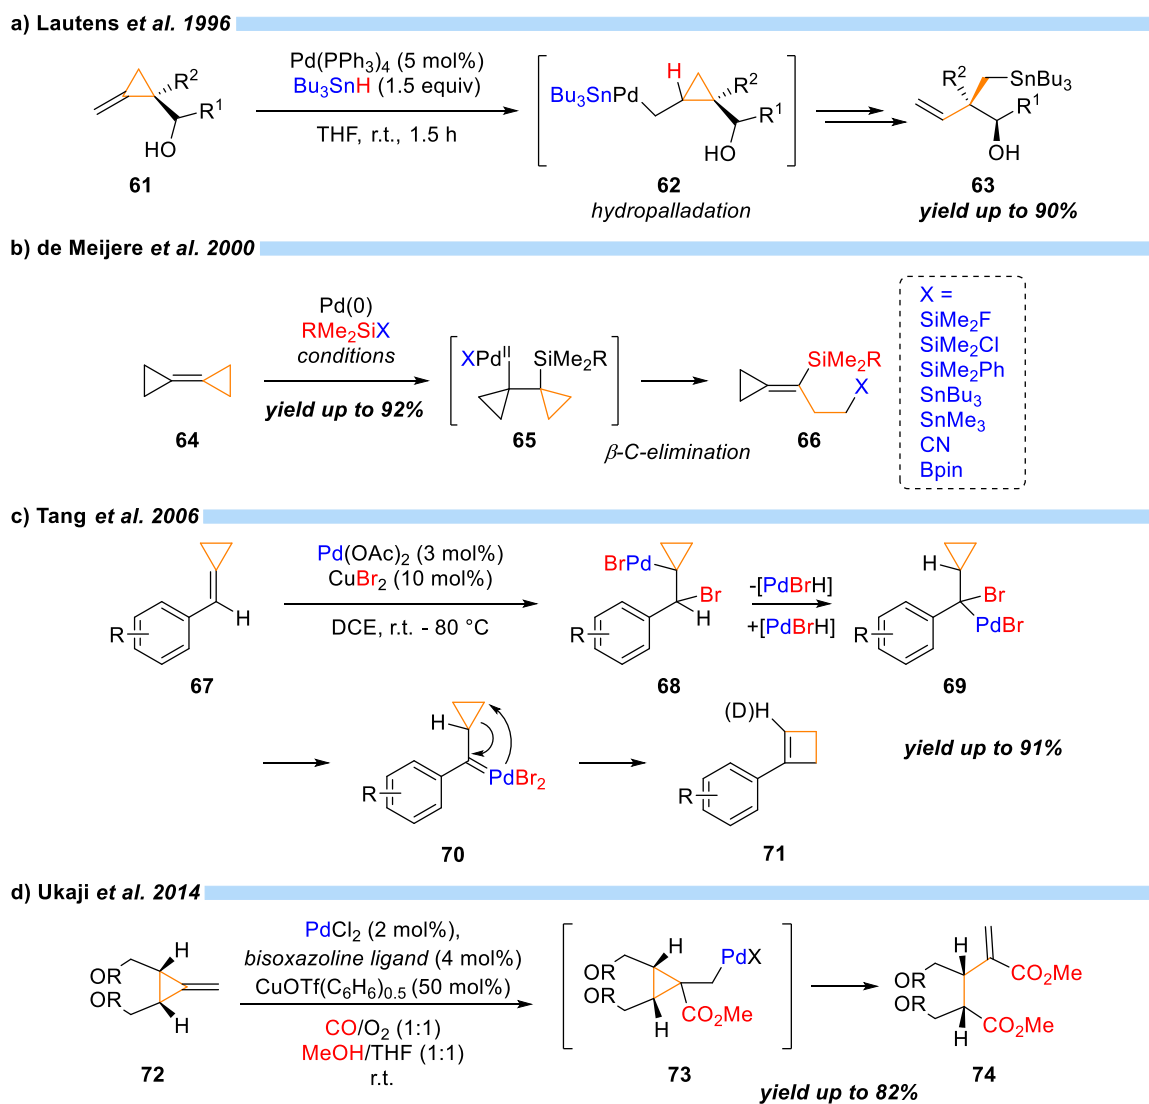 a) Lautens et al. 1996
Pd(PPh3)4 (5 mol%)
Bu3SnH (1.5 equiv)
THF, r.t., 1.5 h
R2
R1
HO
61
H
Bu3SnPd
R2
R1
HO
62
hydropalladation
R2
SnBu3
R1
OH
63
yield up to 90%
b) de Meijere et al. 2000
Pd(0)
RMe2SiX
conditions
yield up to 92%
64
XPdII
SiMe2R
65
β-C-elimination
SiMe2R
X
66
X =
SiMe2F
SiMe2Cl
SiMe2Ph
SnBu3
SnMe3
CN
Bpin
c) Tang et al. 2006
H
R
67
Pd(OAc)2 (3 mol%)
CuBr2 (10 mol%)
DCE, r.t. - 80 °C
BrPd
Br
H
R
68
-[PdBrH]
+[PdBrH]
H
Br
PdBr
R
69
H
PdBr2
R
70
(D)H
R
71
yield up to 91%
d) Ukaji et al. 2014
H
OR
OR
H
72
PdCl2 (2 mol%),
bisoxazoline ligand (4 mol%)
CuOTf(C6H6)0.5 (50 mol%)
CO/O2 (1:1)
MeOH/THF (1:1)
r.t.
H
PdX
OR
OR
CO2Me
H
73
H
OR
CO2Me
OR
H
CO2Me
74
yield up to 82%